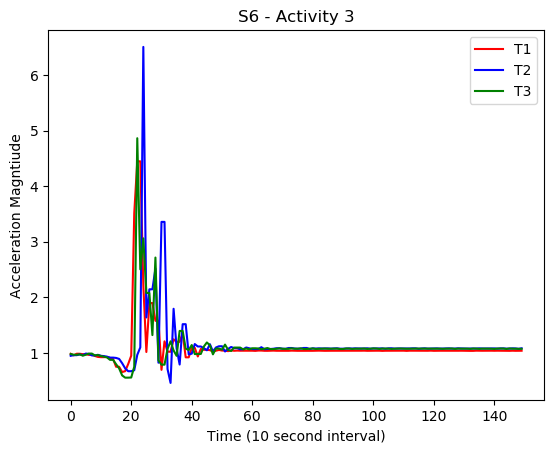 S6 - Activity 3
T1
T2
T3
Acceleration Magntiude
6
5
4
3
2
1
0 20 40 60 80 100 120 140
Time (10 second interval)